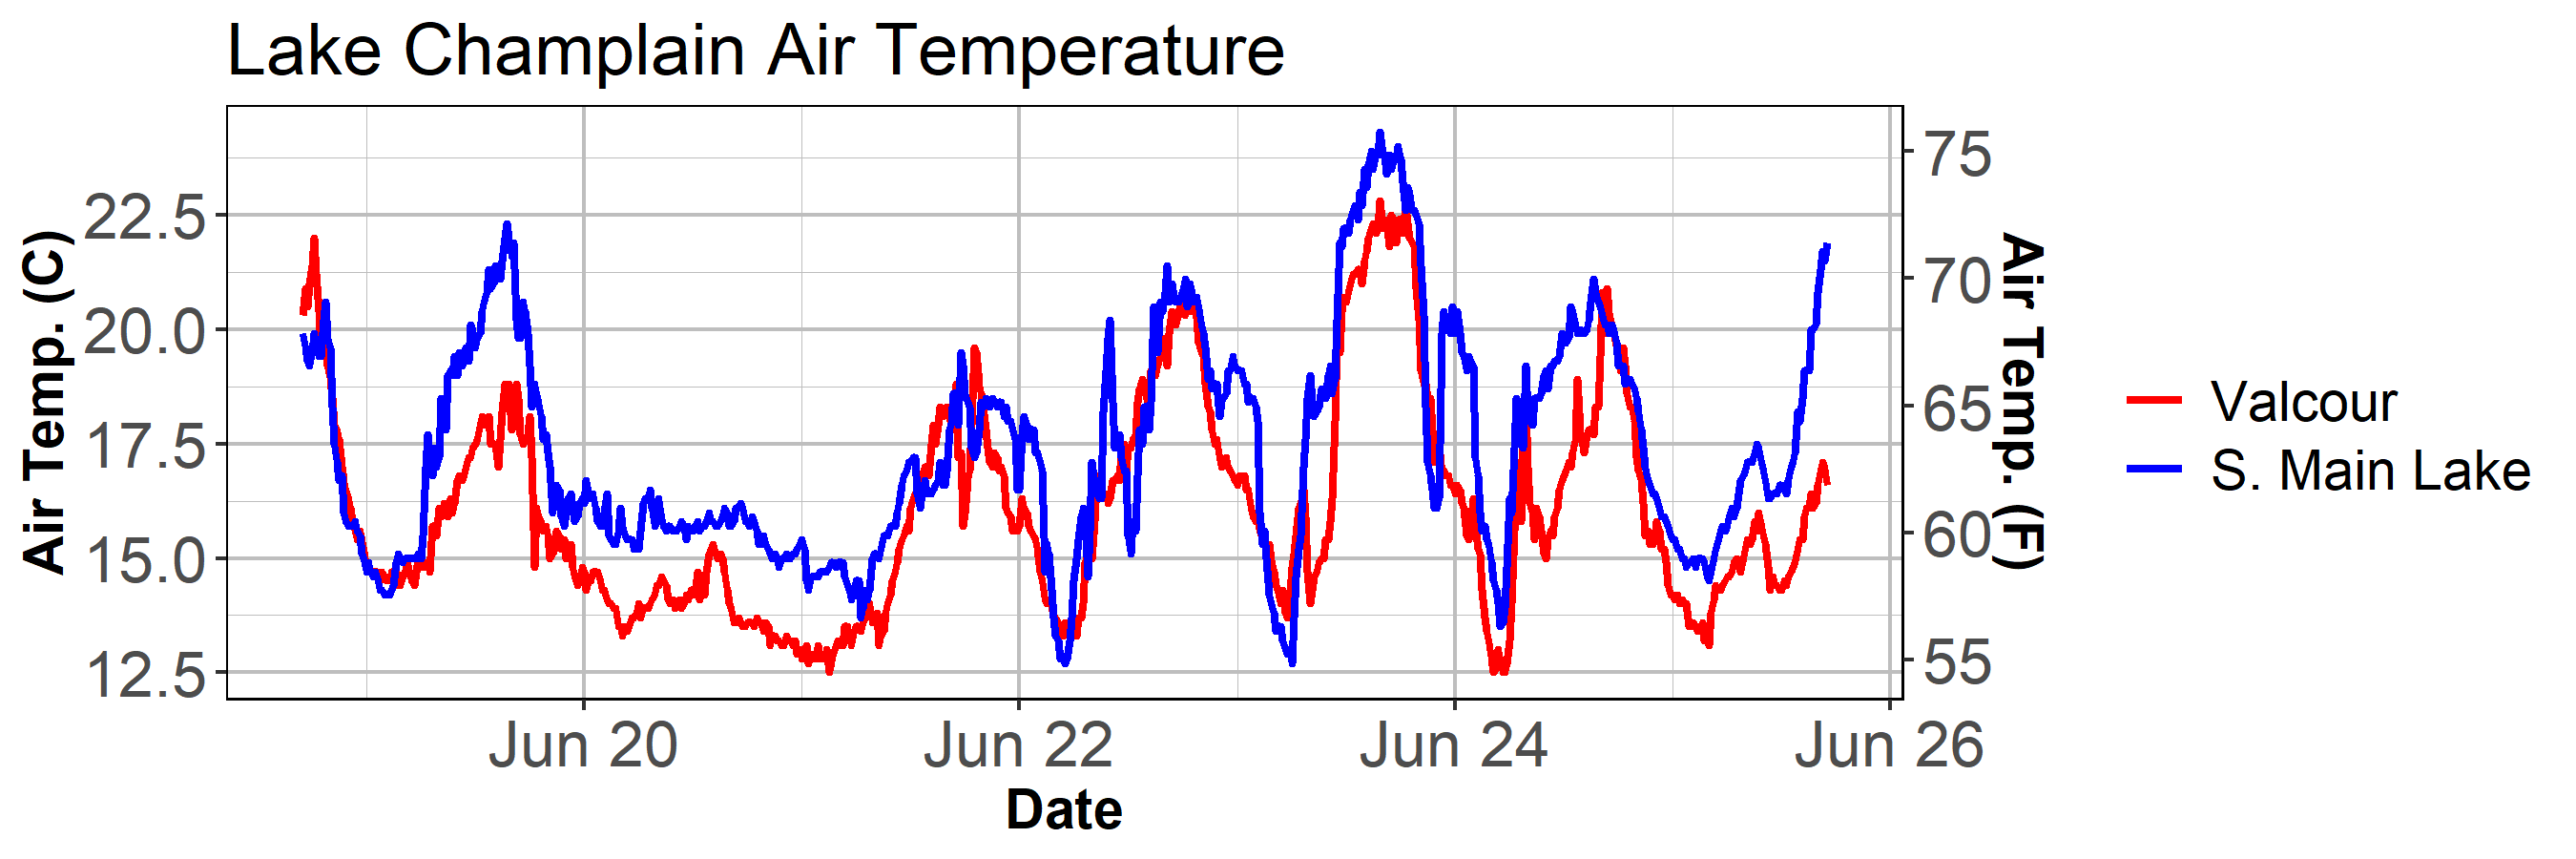 Lake Champlain Air Temperature
Air Temp. (C)
22.5
20.0
17.5
15.0
12.5
75
70
65
60
55
Air Temp. (F)
Jun 20
Jun 22
Jun 24
Jun 26
Date
Valcour
S. Main Lake